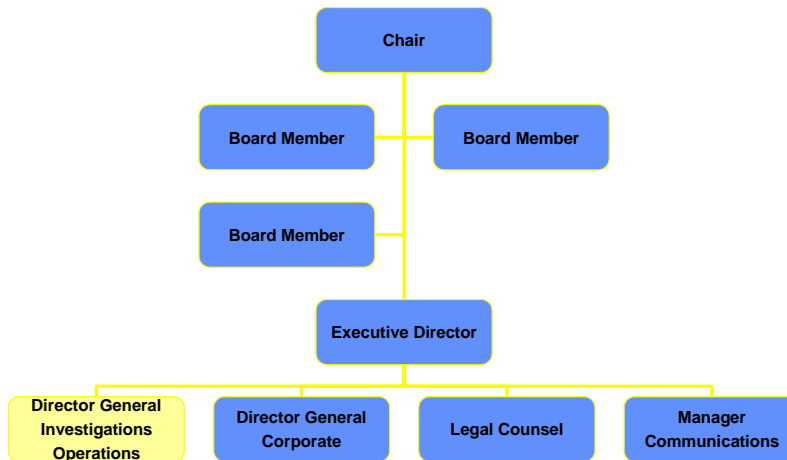 Chair
Board Member
Board Member
Board Member
Executive Director
Director General
Investigations
Operations
Director General
Corporate
Legal Counsel
Manager
Communications